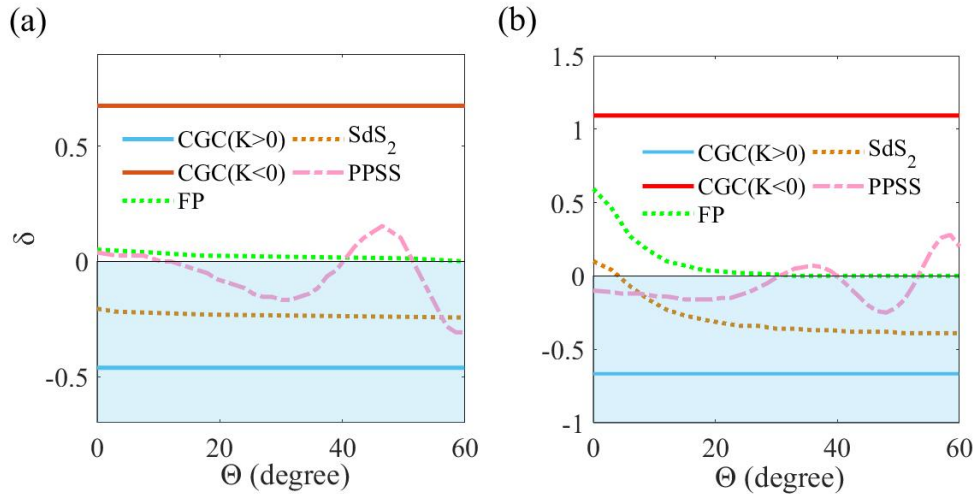 (a)
0.5
0
-0.5
δ
CGC(K>0)
CGC(K<0)
FP
SdS2
PPSS
0
20
40
60
Θ (degree)
(b)
1.5
1
0.5
0
-0.5
-1
CGC(K>0)
CGC(K<0)
FP
SdS2
PPSS
0
20
40
60
Θ (degree)